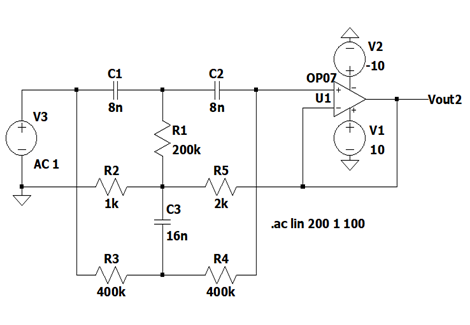 V2
-10
C1
C2
OP07
U1
+
-
Vout2
8n
8n
V3
AC 1
R1
200k
V1
10
R2
R5
1k
2k
C3
16n
.ac lin 200 1 100
R3
R4
400k
400k